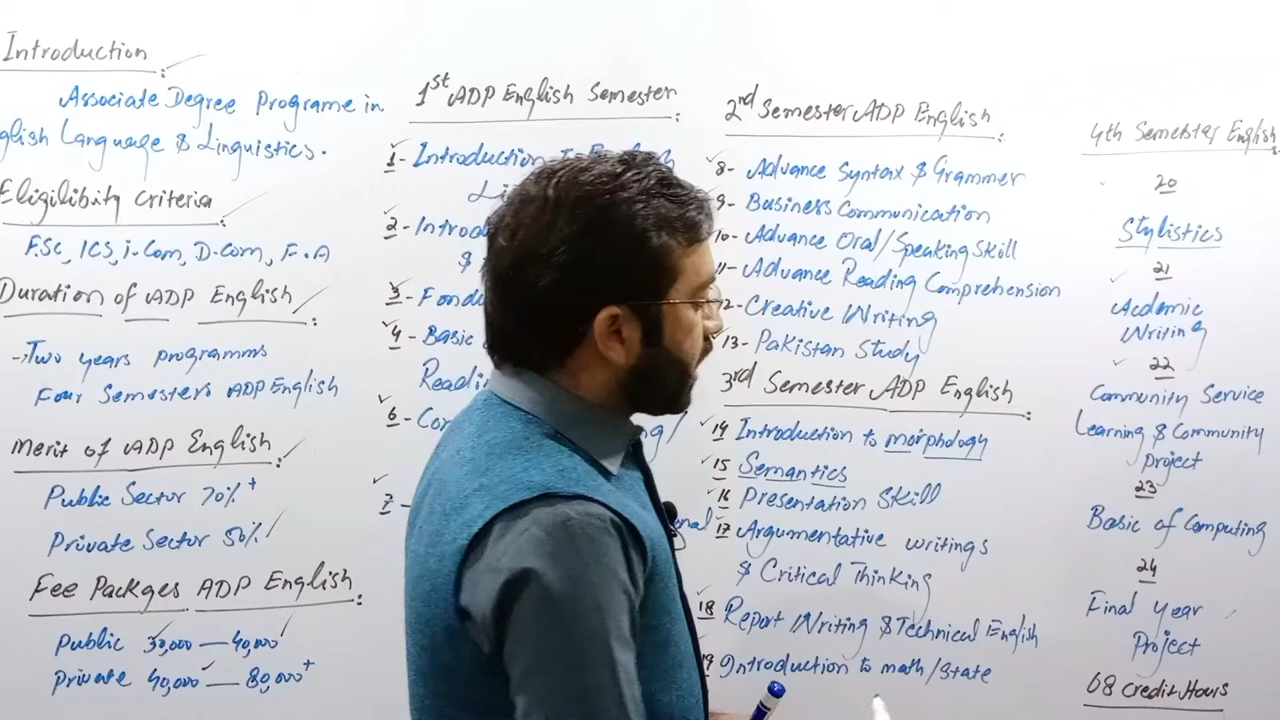 Introduction
Associate Degree Programe in
glish Language & Linguistics.
Eligilibity criteria
F.SC, ICS, i-Com, D-Com, F.A
Duration of ADP English
Two years programms
Four Semesters ADP English
Merit of ADP English
Public Sector 70%+
Private Sector 50%
Fee Packges ADP English
Public 30,000 — 40,000
Private 40,000 — 80,000+
1st ADP English Semester
1- Introduction English
2- Introd
&
3- Fond
4- Basic
Readi
6- Co
7-
2nd Semester ADP English
8- Advance Syntax & Grammer
9- Business Communication
10- Advance Oral/Speaking Skill
11- Advance Reading Comprehension
12- Creative Writing
13- Pakistan Study
3rd Semester ADP English
14 Introduction to morphology
15 Semantics
16 Presentation Skill
17 Argumentative writings
& Critical Thinking
18 Report Writing & Technical English
19 Introduction to math/State
4th Semester English
20
Stylistics
21
Acdemic
Writing
22
Community Service
Learning & Community
Project
23
Basic of Computing
24
Final Year
Project
68 Credit Hours